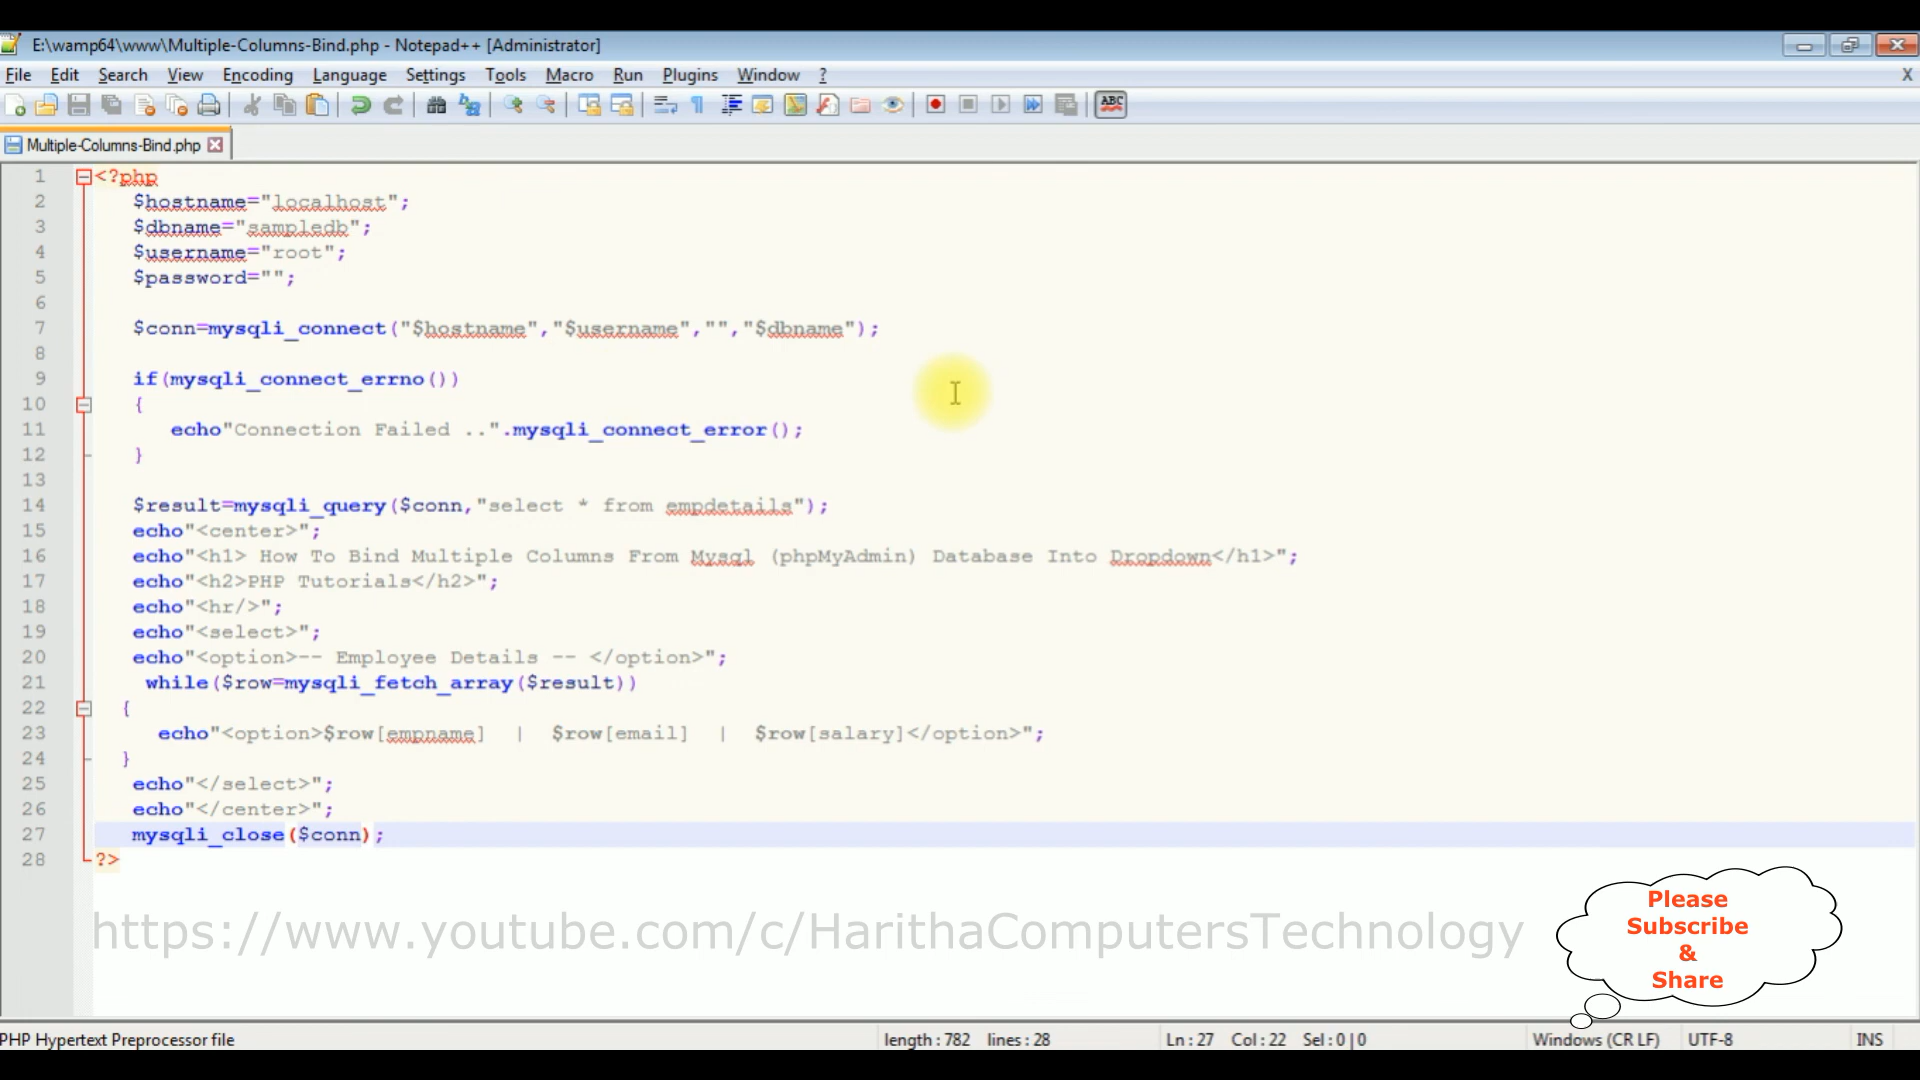 E:\wamp64\www\Multiple-Columns-Bind.php - Notepad++ [Administrator]
File Edit Search View Encoding Language Settings Tools Macro Run Plugins Window ? X
ABC
Multiple-Columns-Bind.php
1 <?php
2 $hostname="localhost";
3 $dbname="sampledb";
4 $username="root";
5 $password="";
6
7 $conn=mysqli_connect("$hostname","$username","","$dbname");
8
9 if(mysqli_connect_errno())
10 {
11 echo"Connection Failed ..".mysqli_connect_error();
12 }
13
14 $result=mysqli_query($conn,"select * from empdetails");
15 echo"<center>";
16 echo"<h1> How To Bind Multiple Columns From Mysql (phpMyAdmin) Database Into Dropdown</h1>";
17 echo"<h2>PHP Tutorials</h2>";
18 echo"<hr/>";
19 echo"<select>";
20 echo"<option>-- Employee Details -- </option>";
21 while($row=mysqli_fetch_array($result))
22 {
23 echo"<option>$row[empname] | $row[email] | $row[salary]</option>";
24 }
25 echo"</select>";
26 echo"</center>";
27 mysqli_close($conn);
28 ?>
https://www.youtube.com/c/HarithaComputersTechnology
Please
Subscribe
&
Share
PHP Hypertext Preprocessor file length : 782 lines : 28 Ln : 27 Col : 22 Sel : 0 | 0 Windows (CR LF) UTF-8 INS